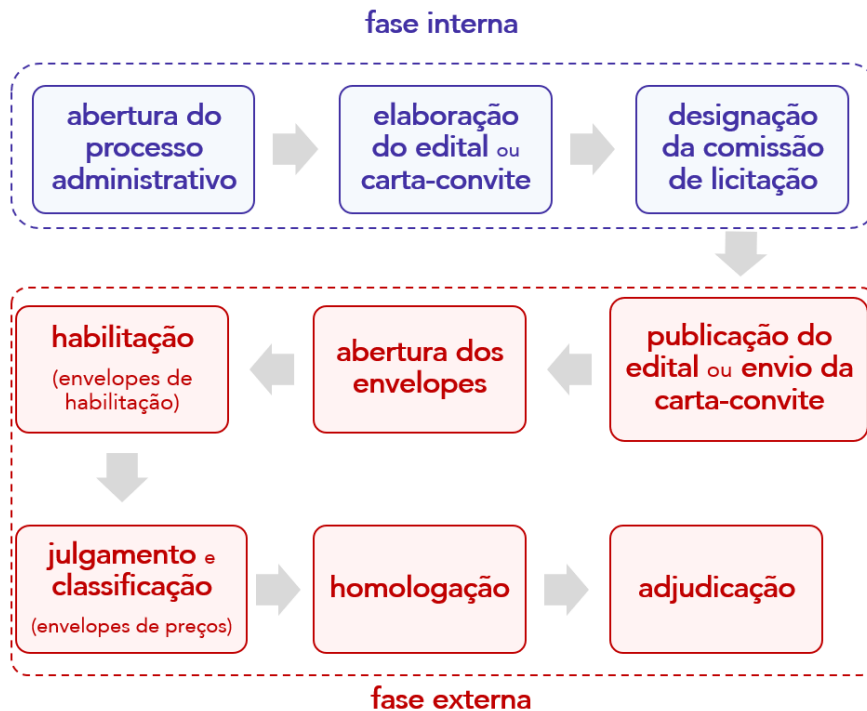 fase interna
abertura do
processo
administrativo
elaboração
do edital ou
carta-convite
designação
da comissão
de licitação
publicação do
edital ou envio da
carta-convite
abertura dos
envelopes
habilitação
(envelopes de
habilitação)
julgamento e
classificação
(envelopes de preços)
homologação
adjudicação
fase externa